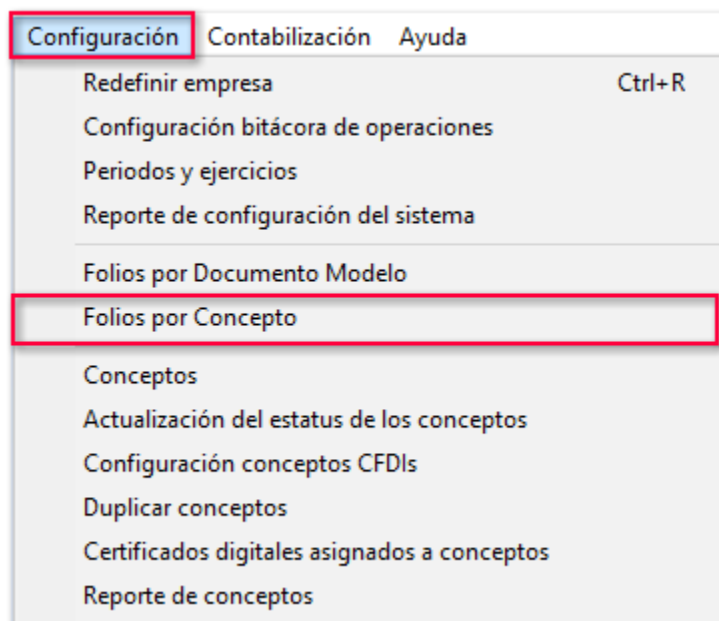 Configuración Contabilización Ayuda
Redefinir empresa Ctrl+R
Configuración bitácora de operaciones
Periodos y ejercicios
Reporte de configuración del sistema
Folios por Documento Modelo
Folios por Concepto
Conceptos
Actualización del estatus de los conceptos
Configuración conceptos CFDIs
Duplicar conceptos
Certificados digitales asignados a conceptos
Reporte de conceptos